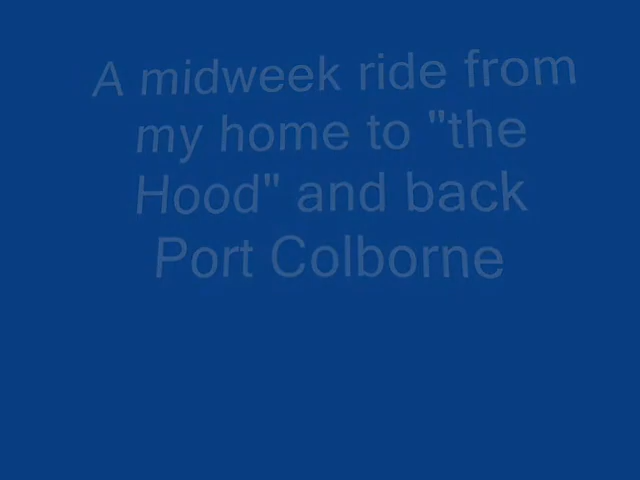 A midweek ride from
my home to "the
Hood" and back
Port Colborne